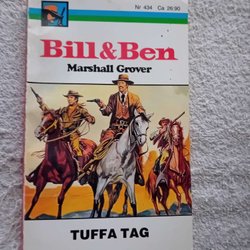 Nr 434 Ca 26:90
Bill & Ben
Marshall Grover
TUFFA TAG